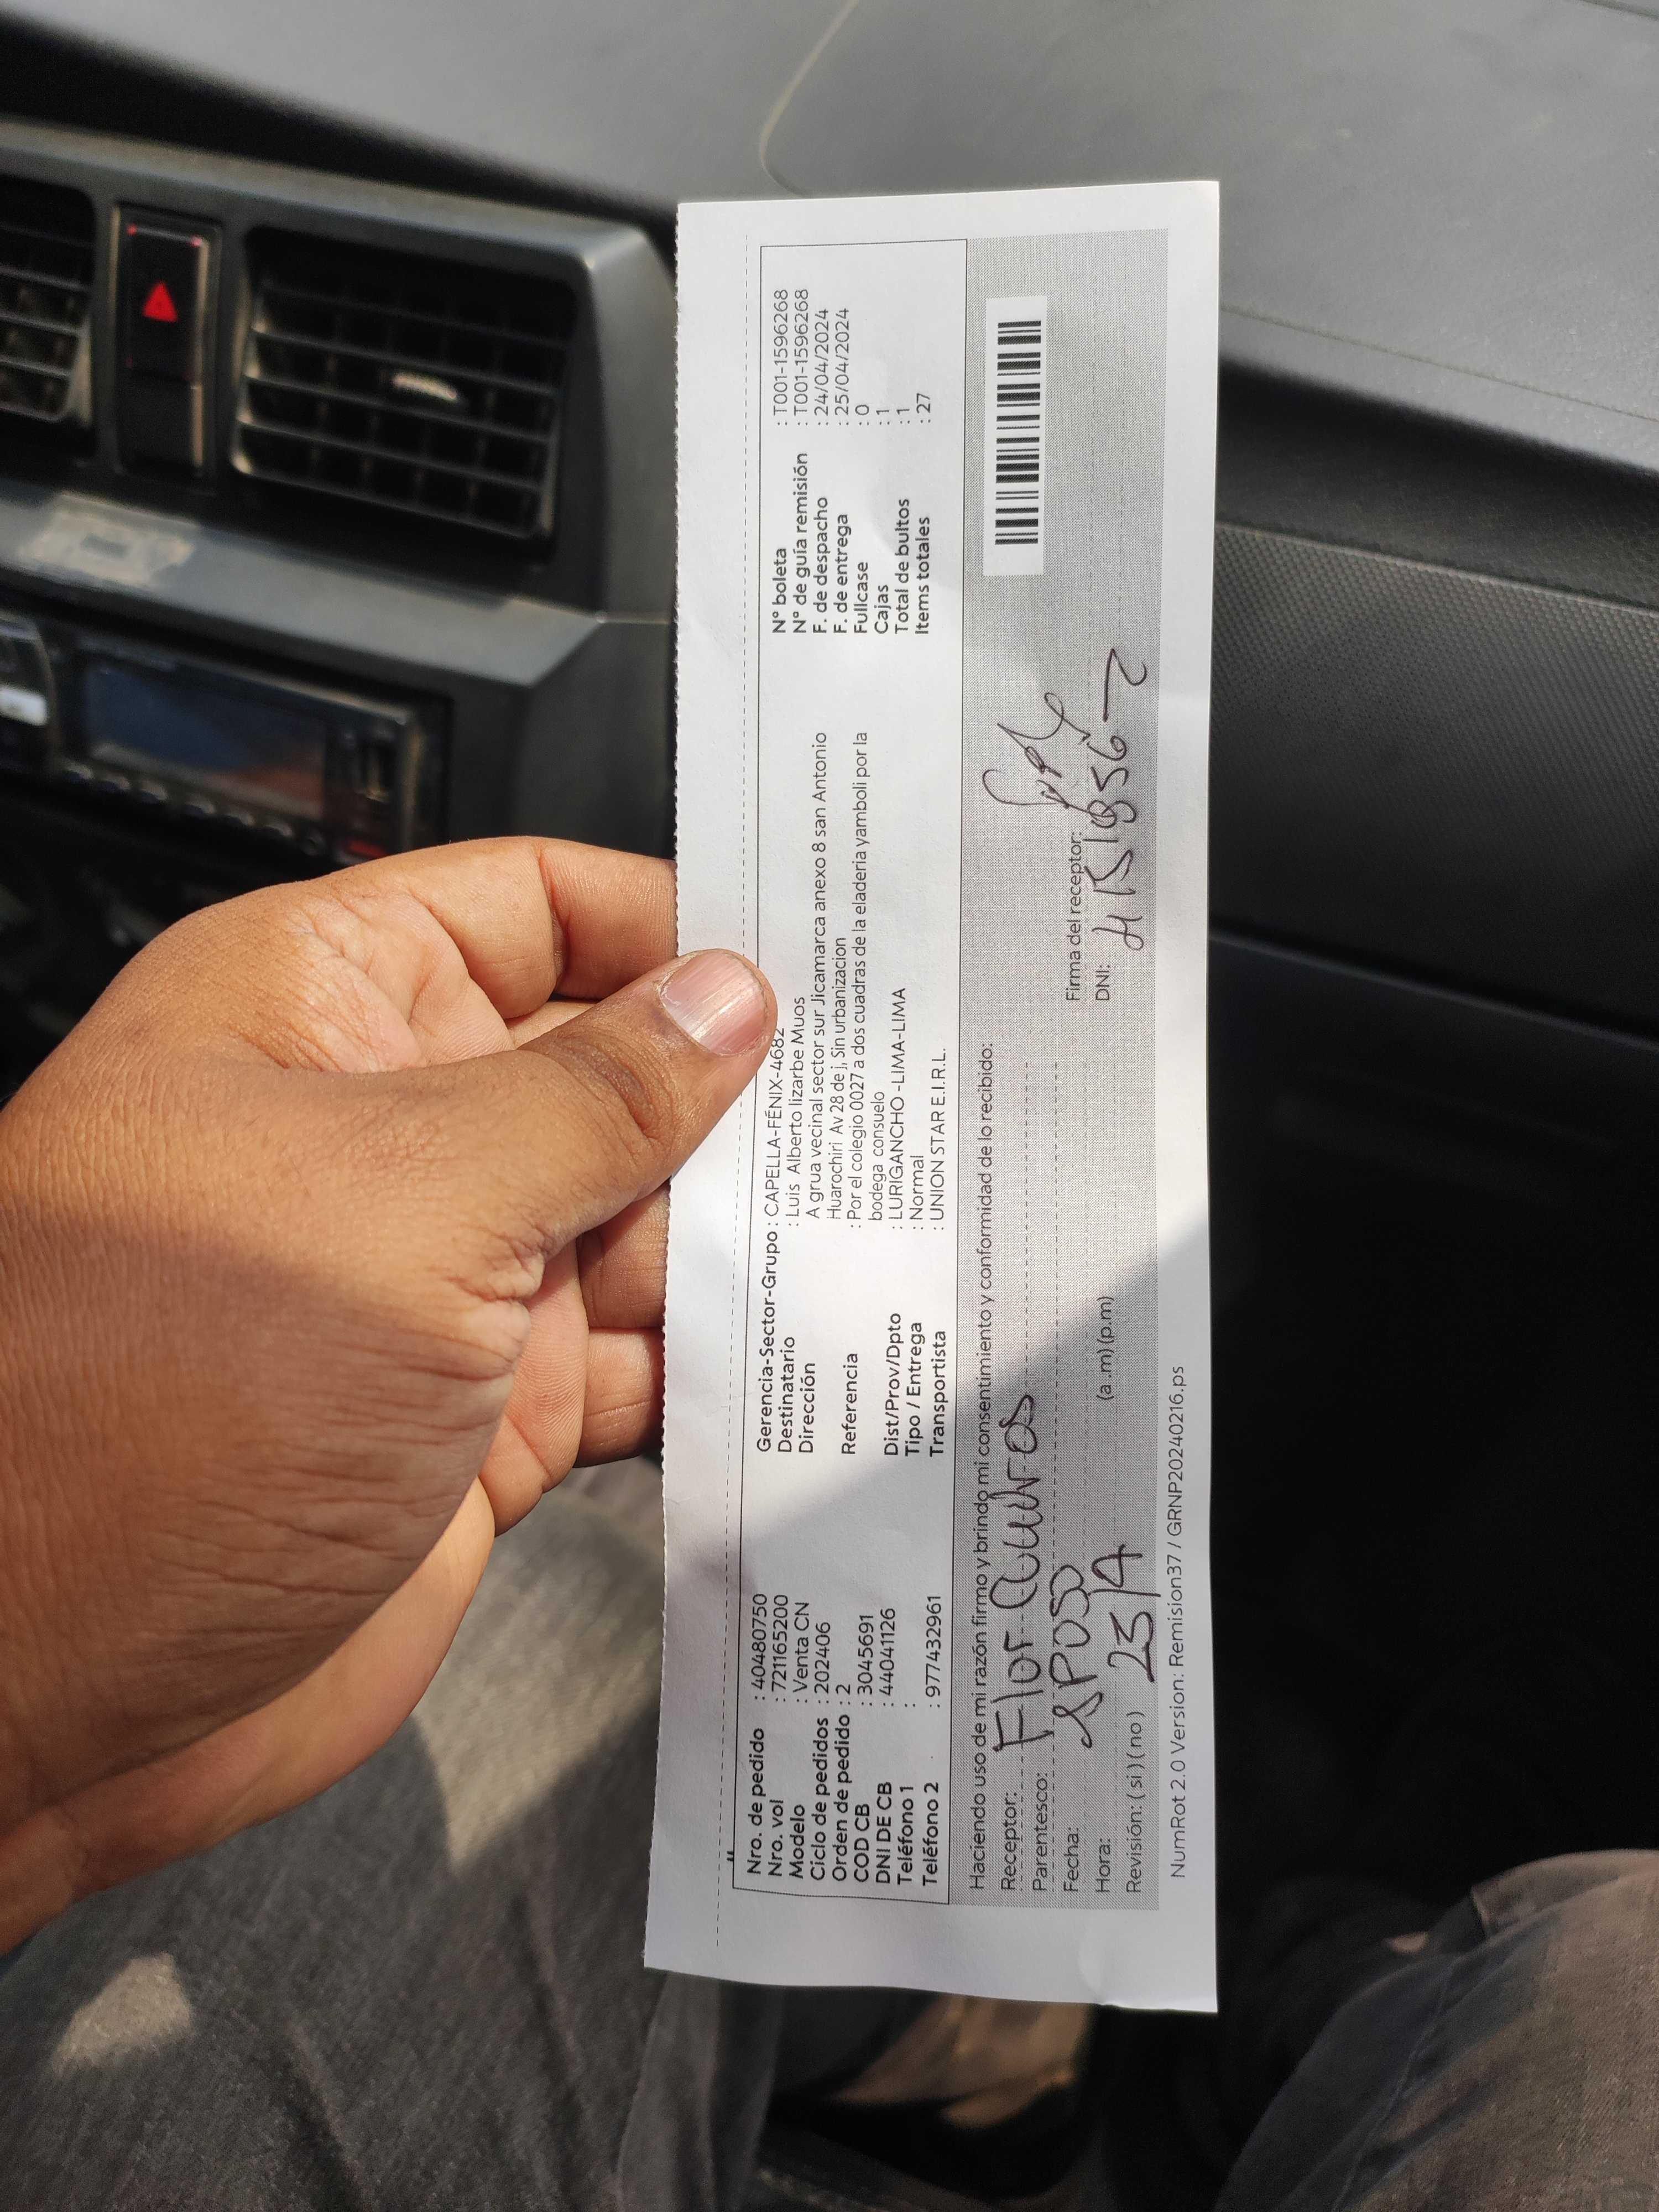 Nro. de pedido : 40480750
Nro. vol : 721165200
Modelo : Venta CN
Ciclo de pedidos : 202406
Orden de pedido : 2
COD CB : 3045691
DNI DE CB : 44041126
Teléfono 1 :
Teléfono 2 : 977432961
Gerencia-Sector-Grupo : CAPELLA-FÉNIX-4682
Destinatario : Luis Alberto lizarbe Muos
Dirección A grua vecinal sector sur Jicamarca anexo 8 san Antonio
Huarochiri Av 28 de j, Sin urbanizacion
Referencia : Por el colegio 0027 a dos cuadras de la eladeria yamboli por la
bodega consuelo
Dist/Prov/Dpto : LURIGANCHO -LIMA-LIMA
Tipo / Entrega : Normal
Transportista : UNION STAR E.I.R.L.
N° boleta : T001-1596268
N° de guía remisión : T001-1596268
F. de despacho : 24/04/2024
F. de entrega : 25/04/2024
Fullcase : 0
Cajas : 1
Total de bultos : 1
Items totales : 27
Haciendo uso de mi razón firmo y brindo mi consentimiento y conformidad de lo recibido:
Receptor: Flor
Parentesco: sposo
Fecha:
Hora: (a .m) (p.m)
Revisión: ( si ) ( no )
Firma del receptor:
DNI:
NumRot 2.0 Version: Remision37 / GRNP20240216.ps